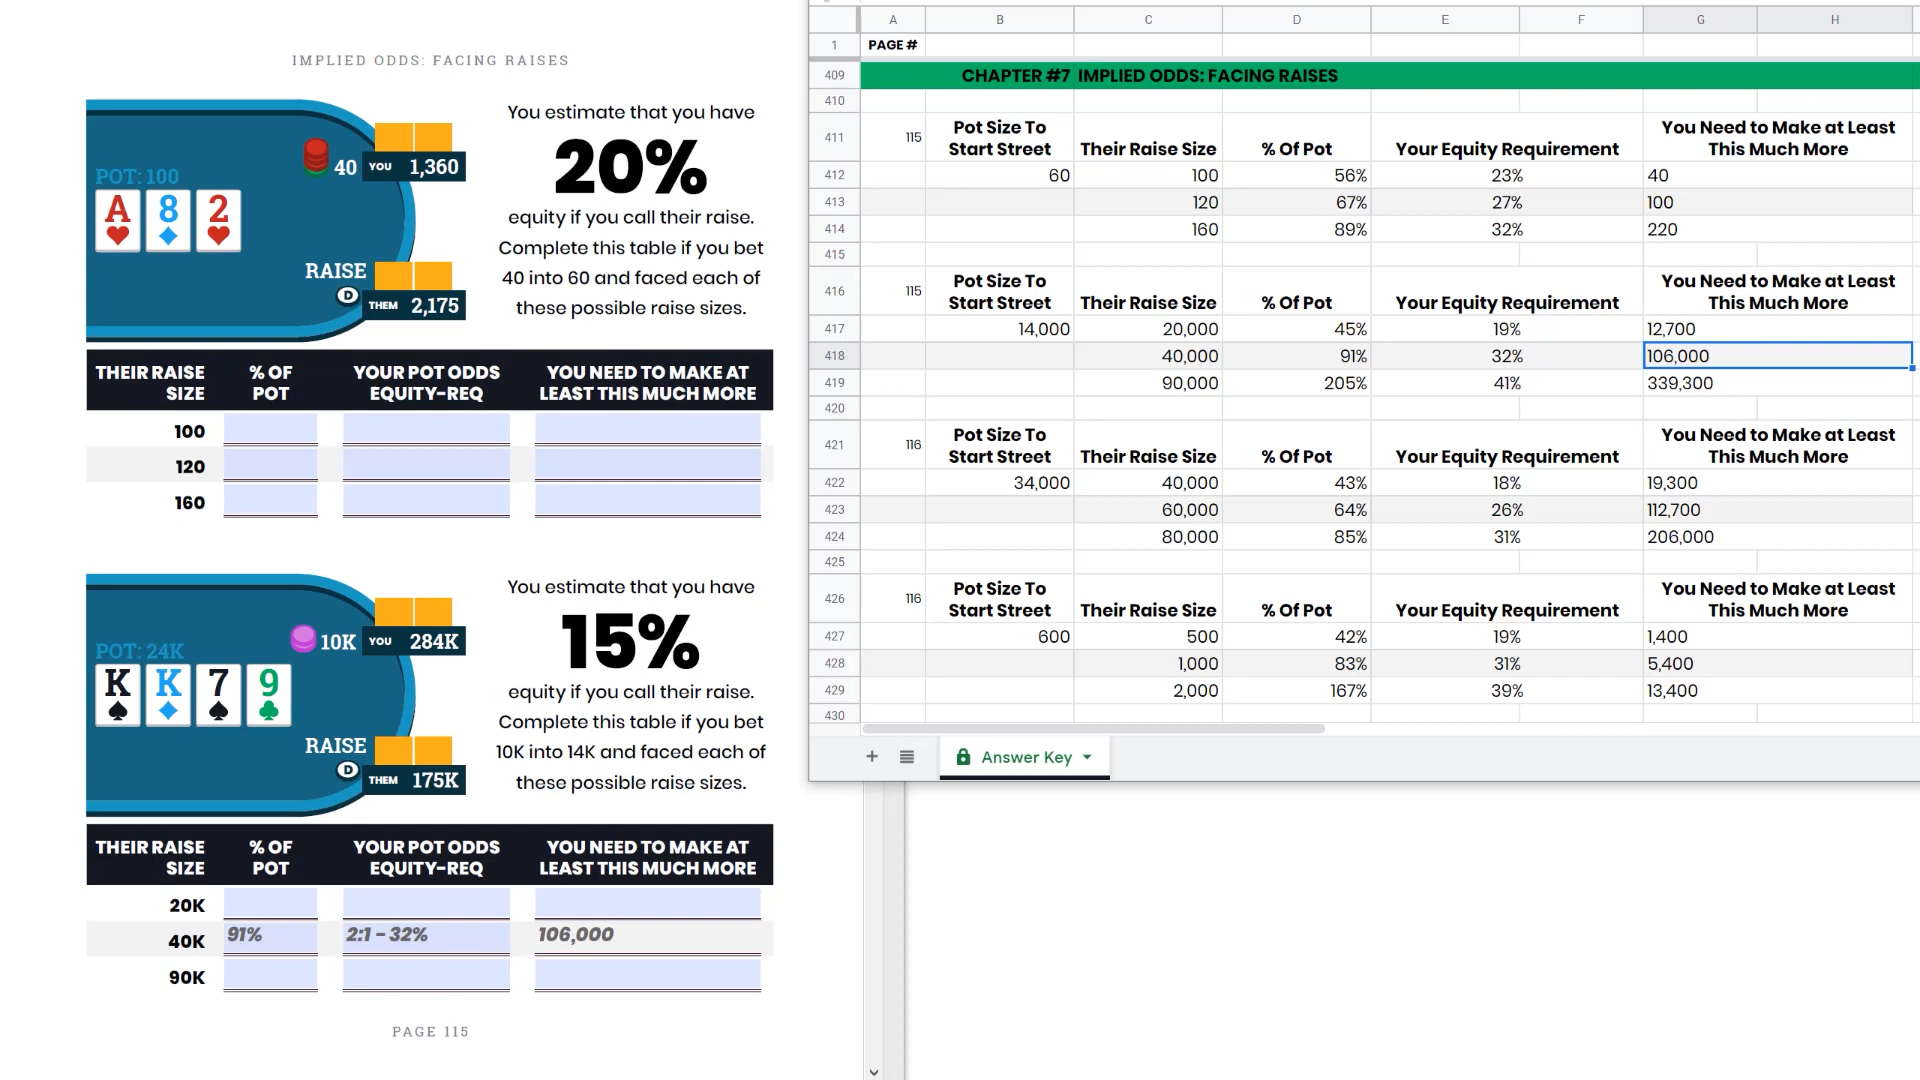 IMPLIED ODDS: FACING RAISES
POT: 100
A 8 2
40 YOU 1,360
RAISE
D
THEM 2,175
You estimate that you have
20%
equity if you call their raise.
Complete this table if you bet
40 into 60 and faced each of
these possible raise sizes.
THEIR RAISE SIZE % OF POT YOUR POT ODDS EQUITY-REQ YOU NEED TO MAKE AT LEAST THIS MUCH MORE
100
120
160
POT: 24K
K K 7 9
10K YOU 284K
RAISE
D
THEM 175K
You estimate that you have
15%
equity if you call their raise.
Complete this table if you bet
10K into 14K and faced each of
these possible raise sizes.
THEIR RAISE SIZE % OF POT YOUR POT ODDS EQUITY-REQ YOU NEED TO MAKE AT LEAST THIS MUCH MORE
20K
40K 91% 2:1 - 32% 106,000
90K
PAGE 115
A B C D E F G H
1 PAGE #
409 CHAPTER #7 IMPLIED ODDS: FACING RAISES
410
411 115 Pot Size To Start Street Their Raise Size % Of Pot Your Equity Requirement You Need to Make at Least This Much More
412 60 100 56% 23% 40
413 120 67% 27% 100
414 160 89% 32% 220
415
416 115 Pot Size To Start Street Their Raise Size % Of Pot Your Equity Requirement You Need to Make at Least This Much More
417 14,000 20,000 45% 19% 12,700
418 40,000 91% 32% 106,000
419 90,000 205% 41% 339,300
420
421 116 Pot Size To Start Street Their Raise Size % Of Pot Your Equity Requirement You Need to Make at Least This Much More
422 34,000 40,000 43% 18% 19,300
423 60,000 64% 26% 112,700
424 80,000 85% 31% 206,000
425
426 116 Pot Size To Start Street Their Raise Size % Of Pot Your Equity Requirement You Need to Make at Least This Much More
427 600 500 42% 19% 1,400
428 1,000 83% 31% 5,400
429 2,000 167% 39% 13,400
430
Answer Key